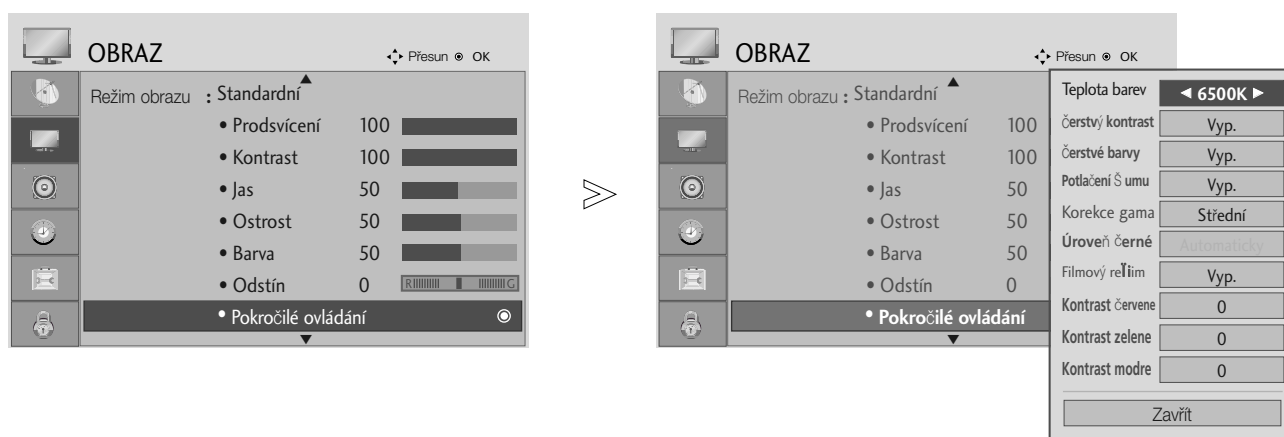 OBRAZ
Přesun OK
Režim obrazu : Standardní
• Prodsvícení 100
• Kontrast 100
• Jas 50
• Ostrost 50
• Barva 50
• Odstín 0 R G
• Pokročilé ovládání
OBRAZ
Přesun OK
Režim obrazu : Standardní
• Prodsvícení 100
• Kontrast 100
• Jas 50
• Ostrost 50
• Barva 50
• Odstín 0
• Pokročilé ovládání
Teplota barev 6500K
Čerstvý kontrast Vyp.
Čerstvé barvy Vyp.
Potlačení Š umu Vyp.
Korekce gama Střední
Úroveň černé Automaticky
Filmový Vyp.
Kontrast červene 0
Kontrast zelene 0
Kontrast modre 0
Zavřít